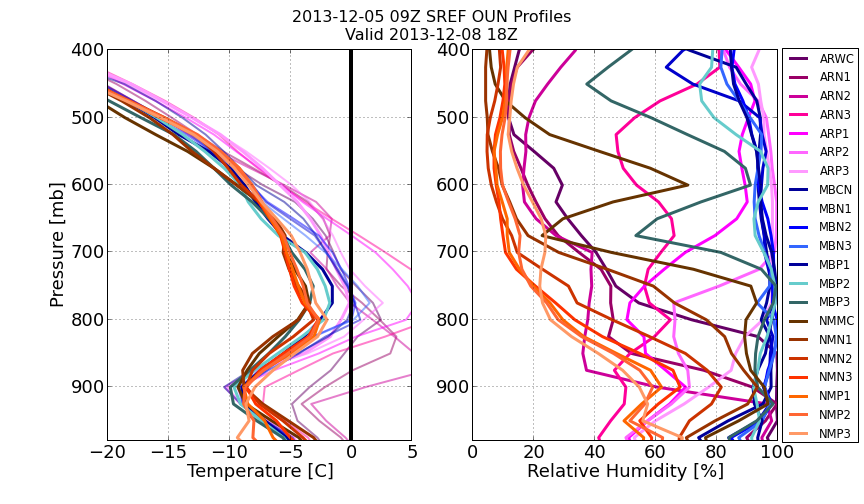 2013-12-05 09Z SREF OUN Profiles
Valid 2013-12-08 18Z
400
500
600
700
800
900
Pressure [mb]
−20 −15 −10 −5 0 5
Temperature [C]
400
500
600
700
800
900
0 20 40 60 80 100
Relative Humidity [%]
ARWC
ARN1
ARN2
ARN3
ARP1
ARP2
ARP3
MBCN
MBN1
MBN2
MBN3
MBP1
MBP2
MBP3
NMMC
NMN1
NMN2
NMN3
NMP1
NMP2
NMP3